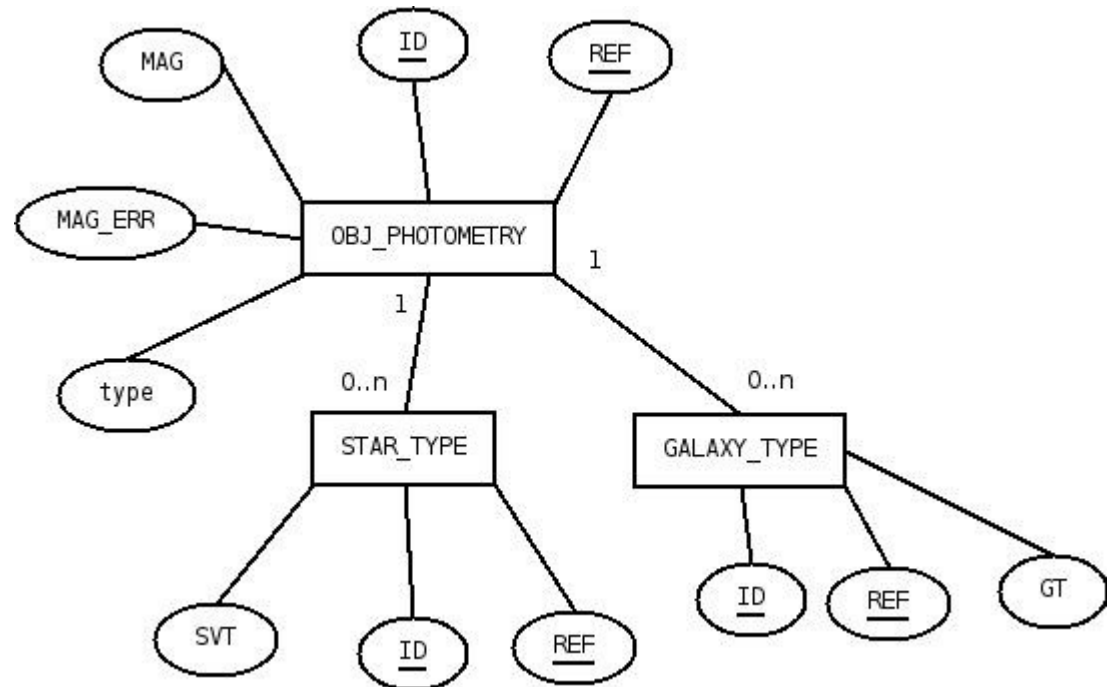 ID
REF
MAG
MAG_ERR
OBJ_PHOTOMETRY
1
1
type
0..n
0..n
STAR_TYPE
GALAXY_TYPE
SVT
ID
REF
ID
REF
GT